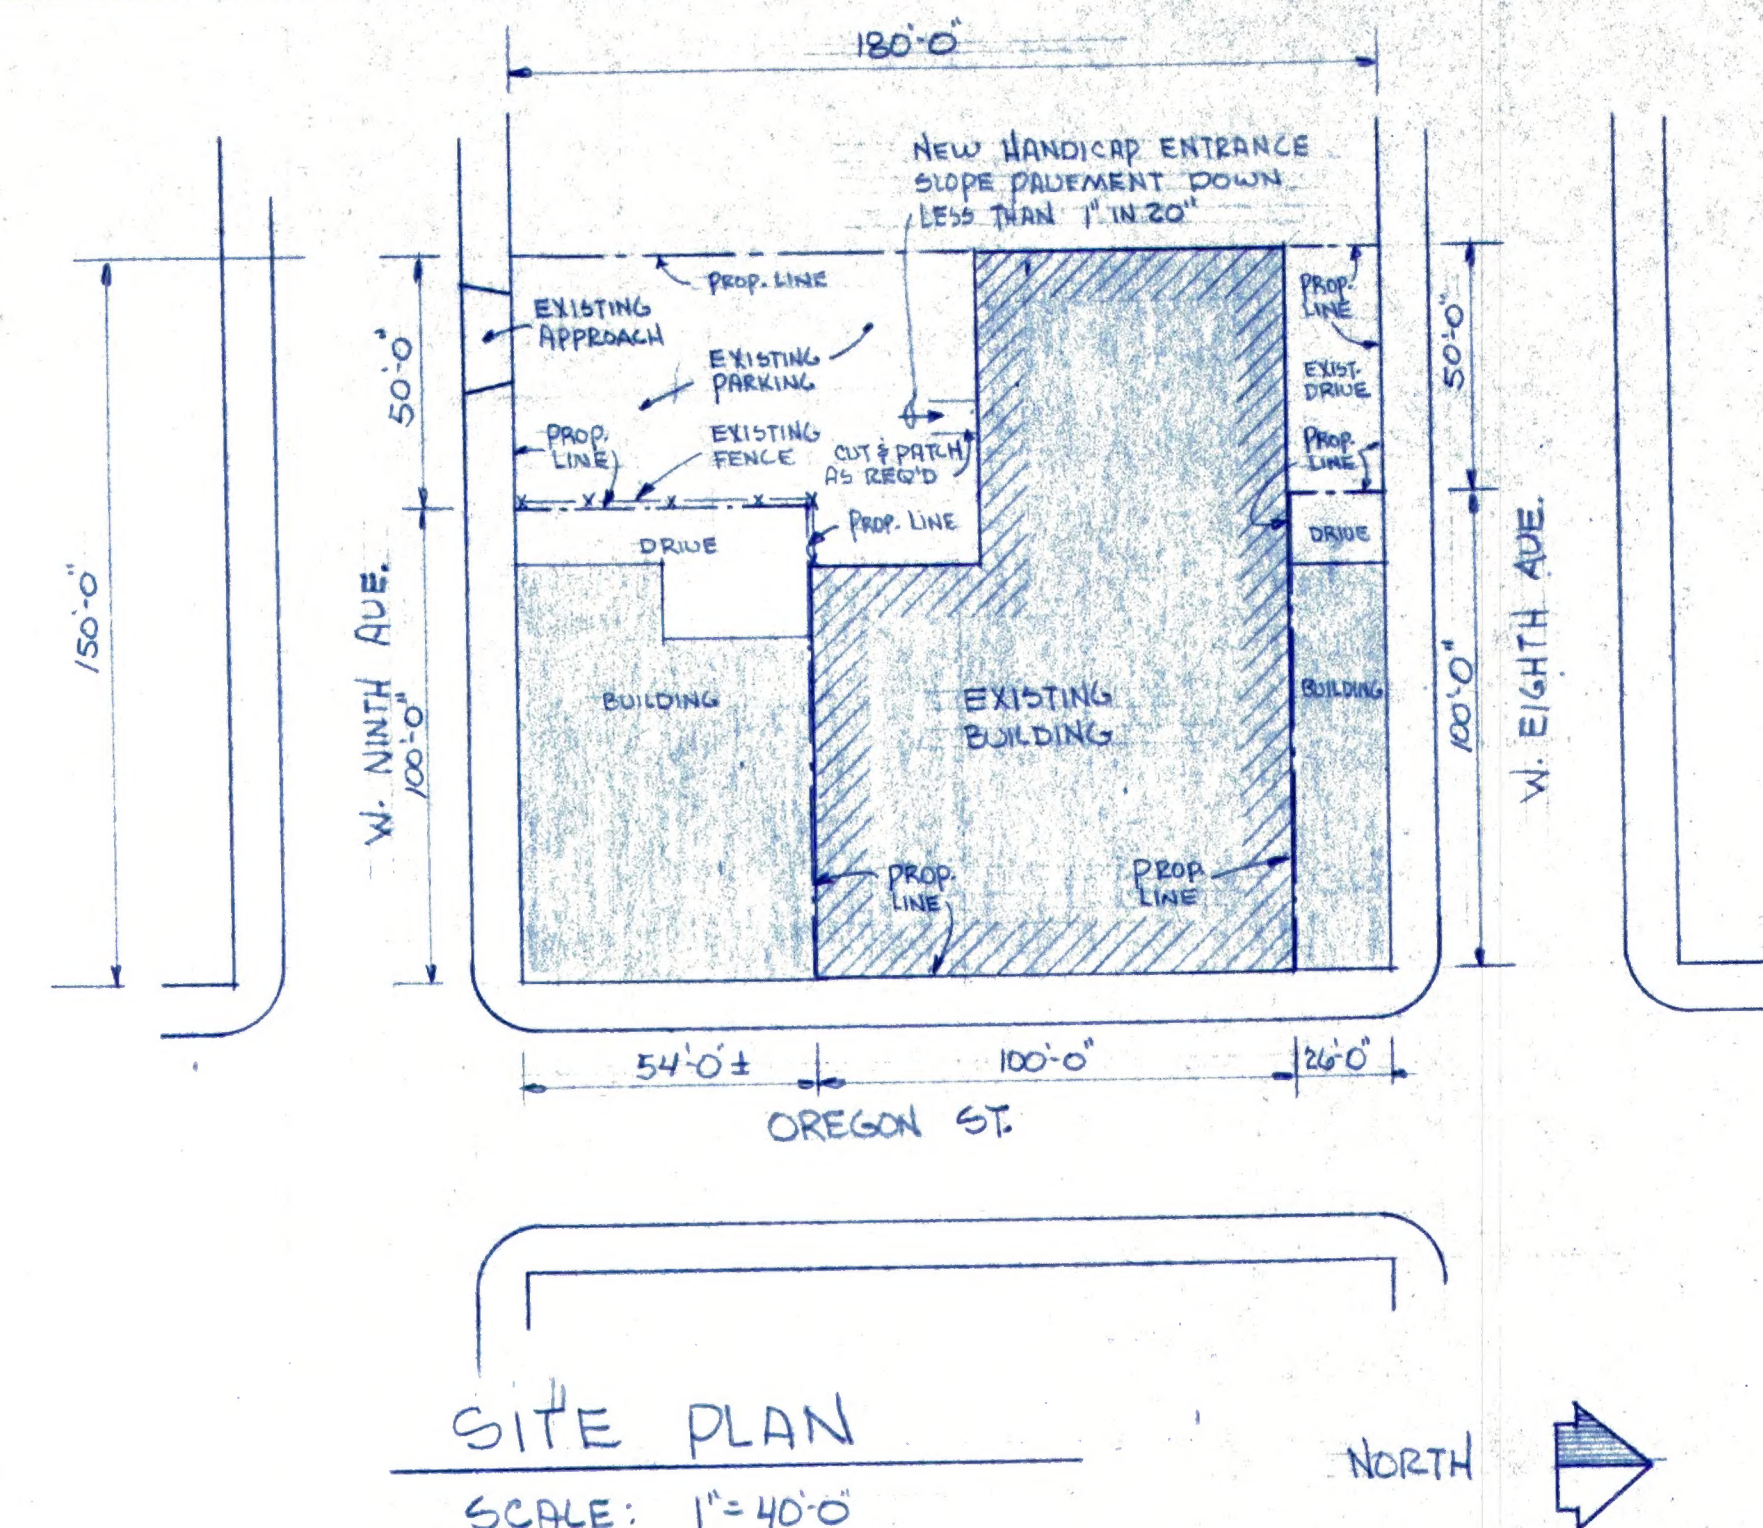 180'-0"
NEW HANDICAP ENTRANCE
SLOPE PAVEMENT DOWN
LESS THAN 1" IN 20"
PROP. LINE
EXISTING
APPROACH
EXISTING
PARKING
PROP.
LINE
EXISTING
FENCE
CUT & PATCH
AS REQ'D
PROP.
LINE
EXIST.
DRIVE
PROP.
LINE
50'-0"
50'-0"
PROP. LINE
DRIVE
DRIVE
150'-0"
W. NINTH AVE.
100'-0"
BUILDING
EXISTING
BUILDING
BUILDING
100'-0"
W. EIGHTH AVE.
PROP.
LINE
PROP.
LINE
54'-0" ±
100'-0"
26'-0"
OREGON ST.
SITE PLAN
SCALE: 1"=40'-0"
NORTH